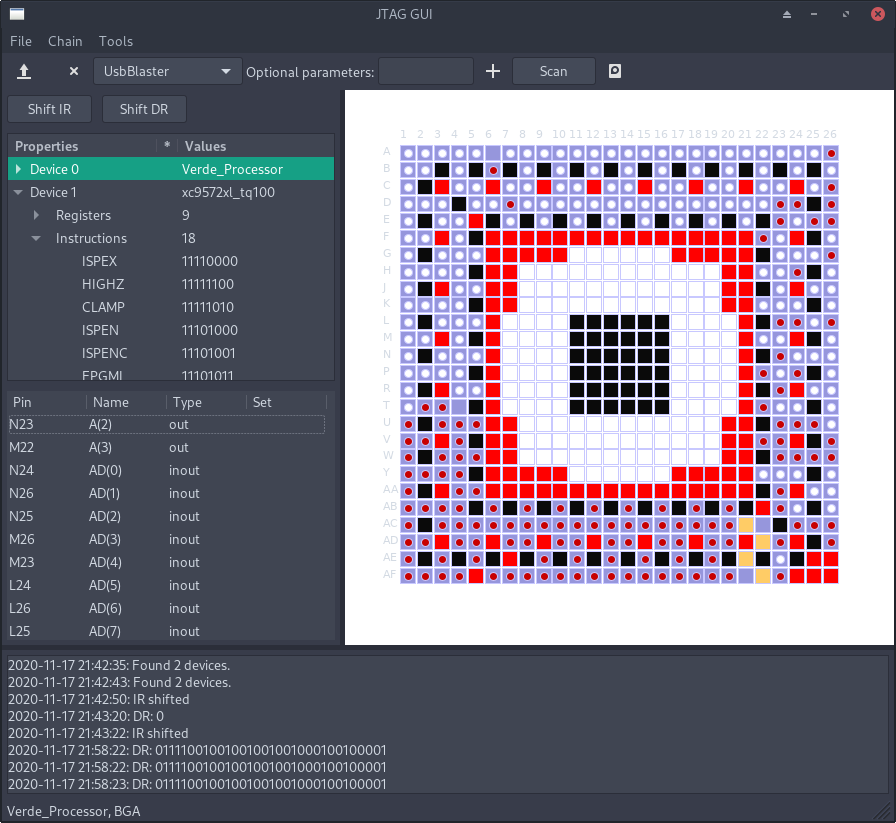 JTAG GUI
File Chain Tools
UsbBlaster Optional parameters: Scan
Shift IR Shift DR
Properties * Values
Device 0 Verde_Processor
Device 1 xc9572xl_tq100
Registers 9
Instructions 18
ISPEX 11110000
HIGHZ 11111100
CLAMP 11111010
ISPEN 11101000
ISPENC 11101001
FPGMI 11101011
Pin Name Type Set
N23 A(2) out
M22 A(3) out
N24 AD(0) inout
N26 AD(1) inout
N25 AD(2) inout
M26 AD(3) inout
M23 AD(4) inout
L24 AD(5) inout
L26 AD(6) inout
L25 AD(7) inout
1 2 3 4 5 6 7 8 9 10 11 12 13 14 15 16 17 18 19 20 21 22 23 24 25 26
A
B
C
D
E
F
G
H
J
K
L
M
N
P
R
T
U
V
W
Y
AA
AB
AC
AD
AE
AF
2020-11-17 21:42:35: Found 2 devices.
2020-11-17 21:42:43: Found 2 devices.
2020-11-17 21:42:50: IR shifted
2020-11-17 21:43:20: DR: 0
2020-11-17 21:43:22: IR shifted
2020-11-17 21:58:22: DR: 01111001001001001001000100100001
2020-11-17 21:58:22: DR: 01111001001001001001000100100001
2020-11-17 21:58:23: DR: 01111001001001001001000100100001
Verde_Processor, BGA